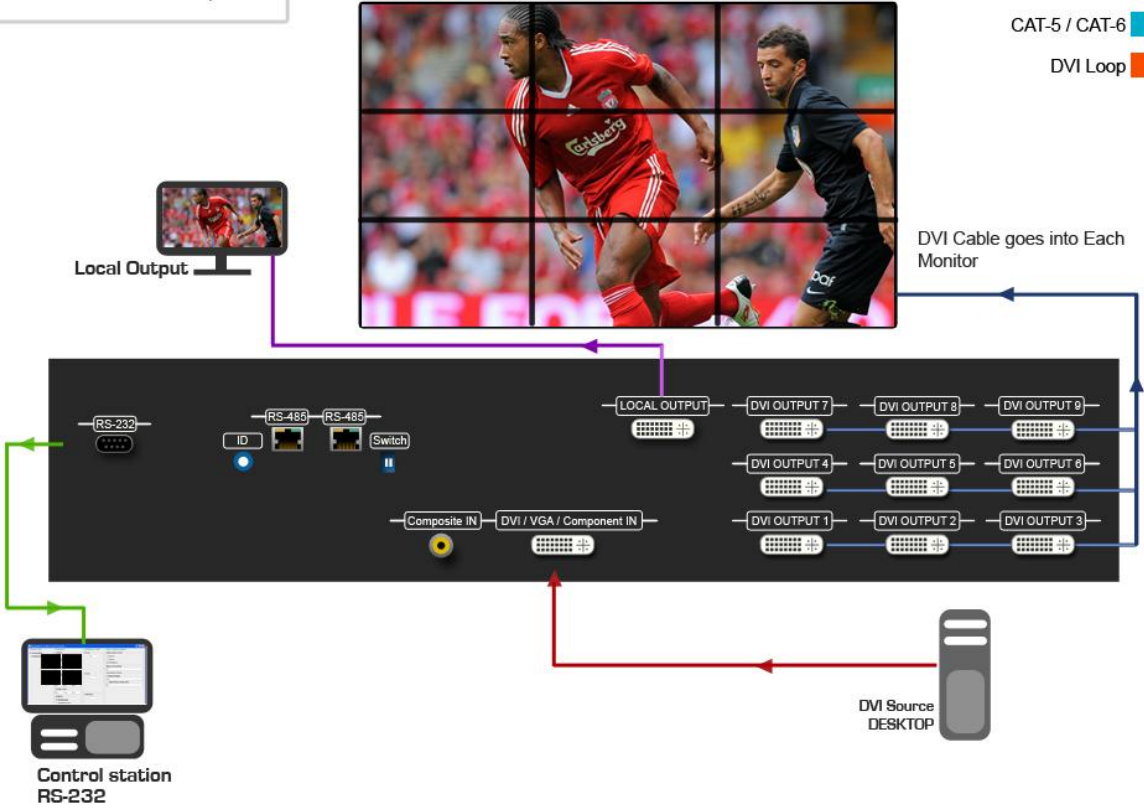 CAT-5 / CAT-6
DVI Loop
Carlsberg
DVI Cable goes into Each
Monitor
Local Output
RS-232
ID
RS-485
RS-485
Switch
LOCAL OUTPUT
DVI OUTPUT 7
DVI OUTPUT 8
DVI OUTPUT 9
DVI OUTPUT 4
DVI OUTPUT 5
DVI OUTPUT 6
Composite IN
DVI / VGA / Component IN
DVI OUTPUT 1
DVI OUTPUT 2
DVI OUTPUT 3
DVI Source
DESKTOP
Control station
RS-232